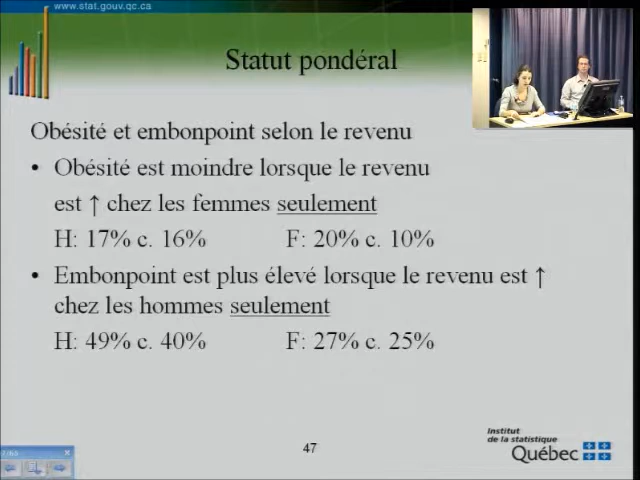 www.stat.gouv.qc.ca
Statut pondéral
Obésité et embonpoint selon le revenu
• Obésité est moindre lorsque le revenu
est ↑ chez les femmes seulement
H: 17% c. 16% F: 20% c. 10%
• Embonpoint est plus élevé lorsque le revenu est ↑
chez les hommes seulement
H: 49% c. 40% F: 27% c. 25%
47
Institut
de la statistique
Québec